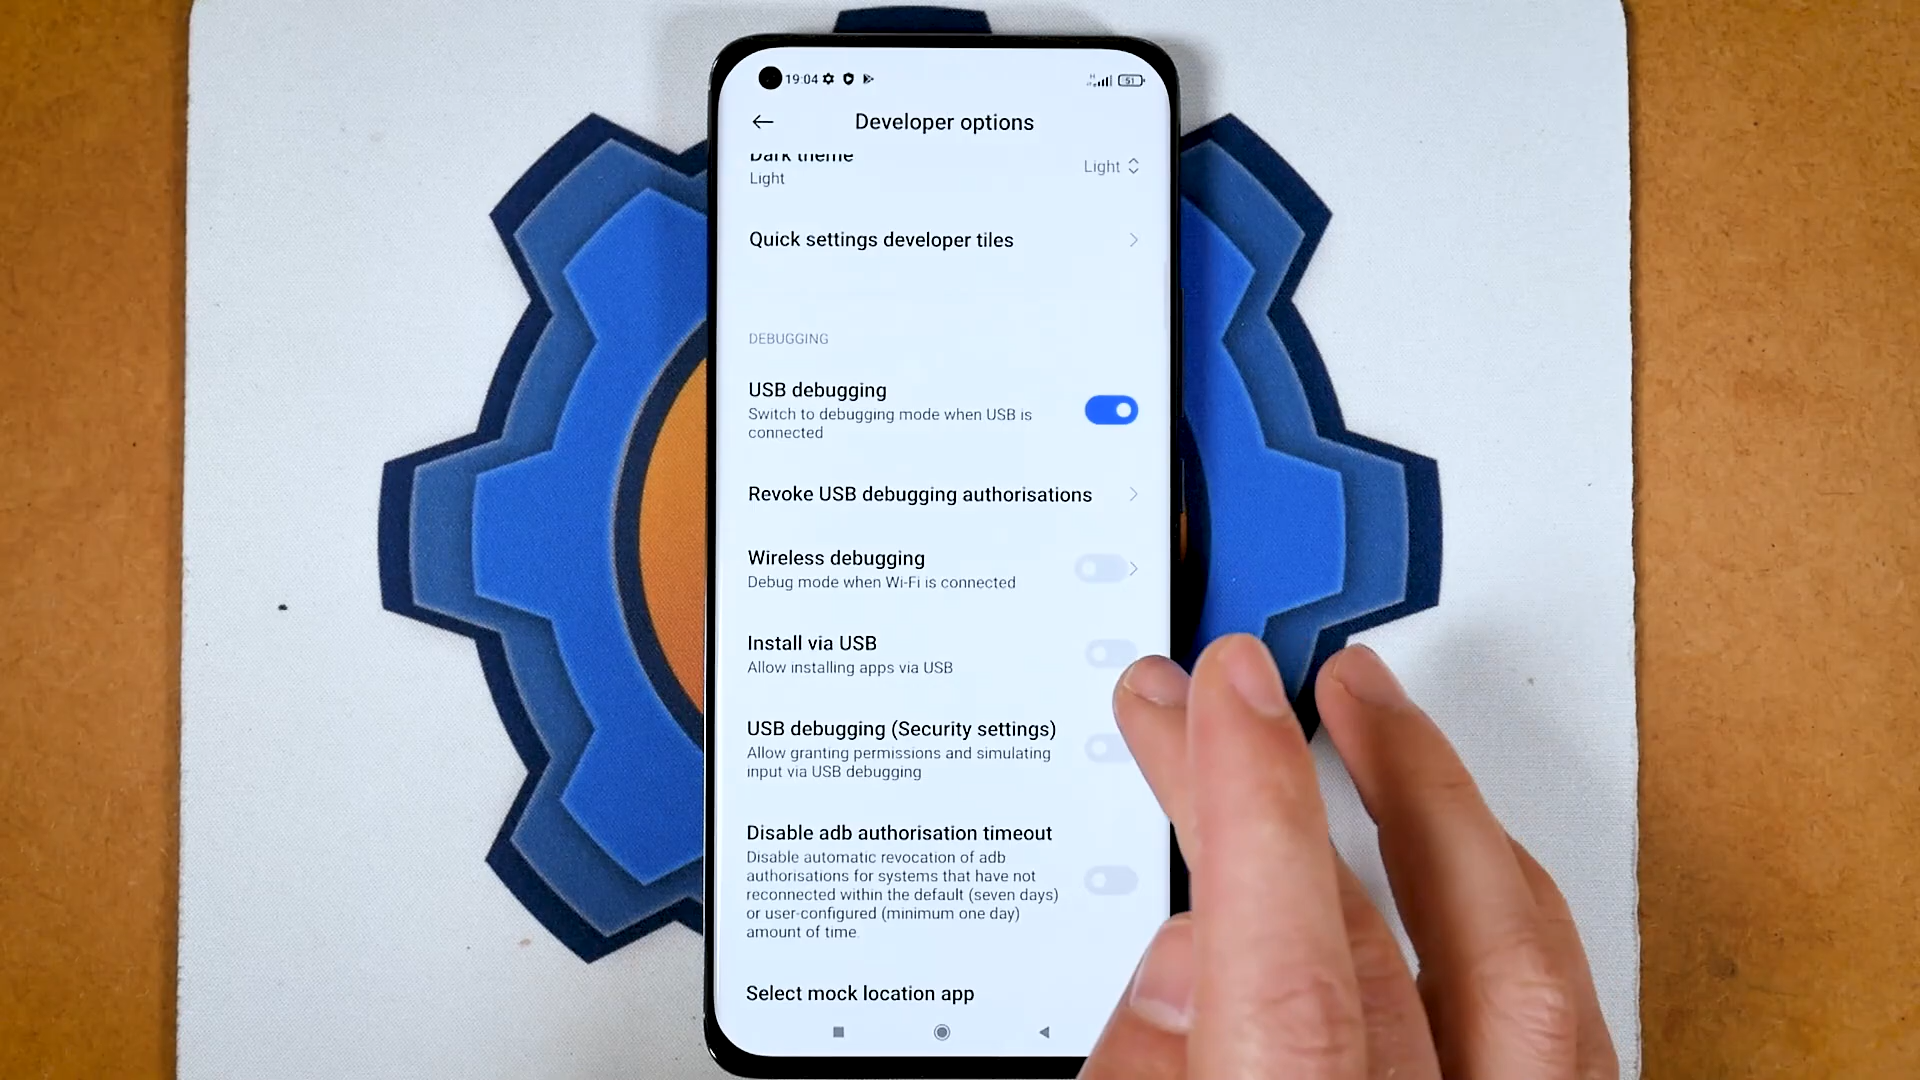 19:04
51
Developer options
Dark theme
Light
Light
Quick settings developer tiles
DEBUGGING
USB debugging
Switch to debugging mode when USB is
connected
Revoke USB debugging authorisations
Wireless debugging
Debug mode when Wi-Fi is connected
Install via USB
Allow installing apps via USB
USB debugging (Security settings)
Allow granting permissions and simulating
input via USB debugging
Disable adb authorisation timeout
Disable automatic revocation of adb
authorisations for systems that have not
reconnected within the default (seven days)
or user-configured (minimum one day)
amount of time.
Select mock location app